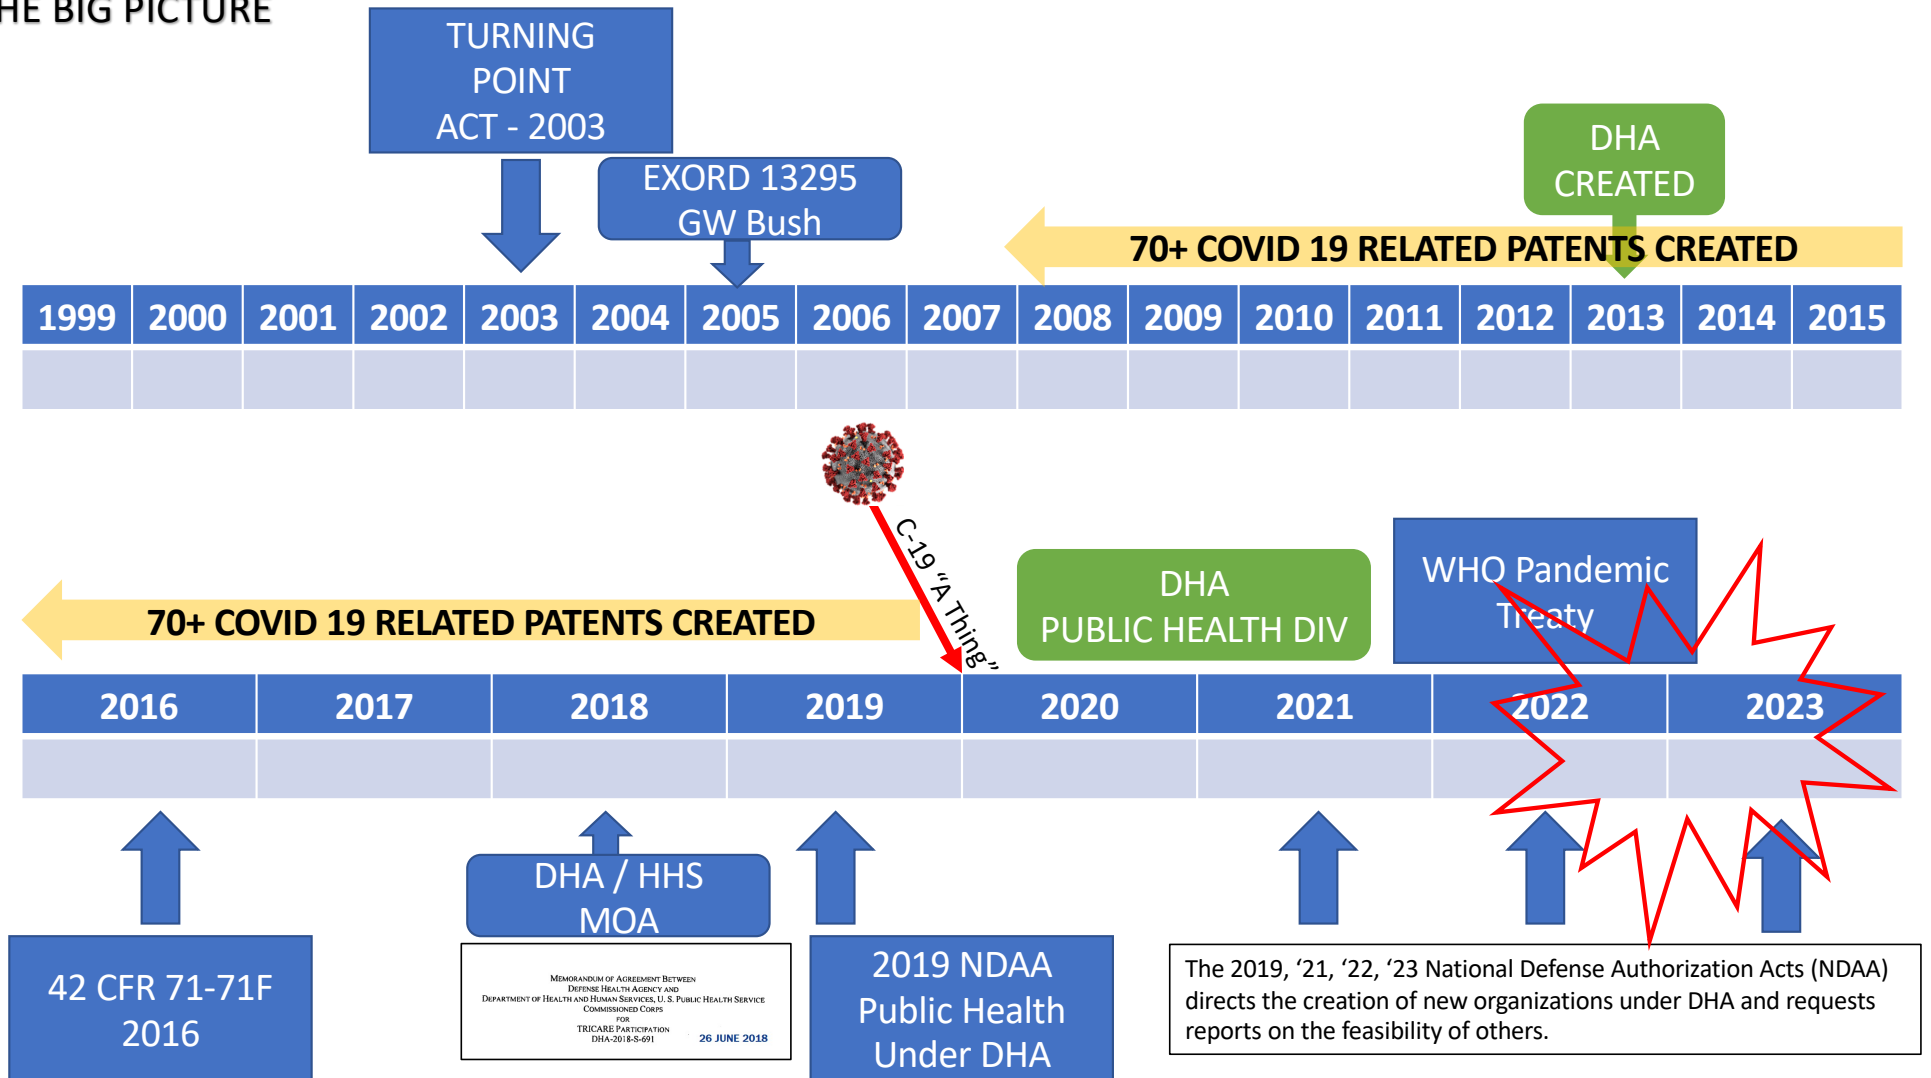 HE BIG PICTURE
TURNING
POINT
ACT - 2003
EXORD 13295
GW Bush
DHA
CREATED
70+ COVID 19 RELATED PATENTS CREATED
1999 2000 2001 2002 2003 2004 2005 2006 2007 2008 2009 2010 2011 2012 2013 2014 2015
C-19 “A Thing”
DHA
PUBLIC HEALTH DIV
WHO Pandemic
Treaty
70+ COVID 19 RELATED PATENTS CREATED
2016 2017 2018 2019 2020 2021 2022 2023
42 CFR 71-71F
2016
DHA / HHS
MOA
MEMORANDUM OF AGREEMENT BETWEEN
DEFENSE HEALTH AGENCY AND
DEPARTMENT OF HEALTH AND HUMAN SERVICES, U. S. PUBLIC HEALTH SERVICE
COMMISSIONED CORPS
FOR
TRICARE PARTICIPATION
DHA-2018-S-691 26 JUNE 2018
2019 NDAA
Public Health
Under DHA
The 2019, ‘21, ‘22, ‘23 National Defense Authorization Acts (NDAA)
directs the creation of new organizations under DHA and requests
reports on the feasibility of others.